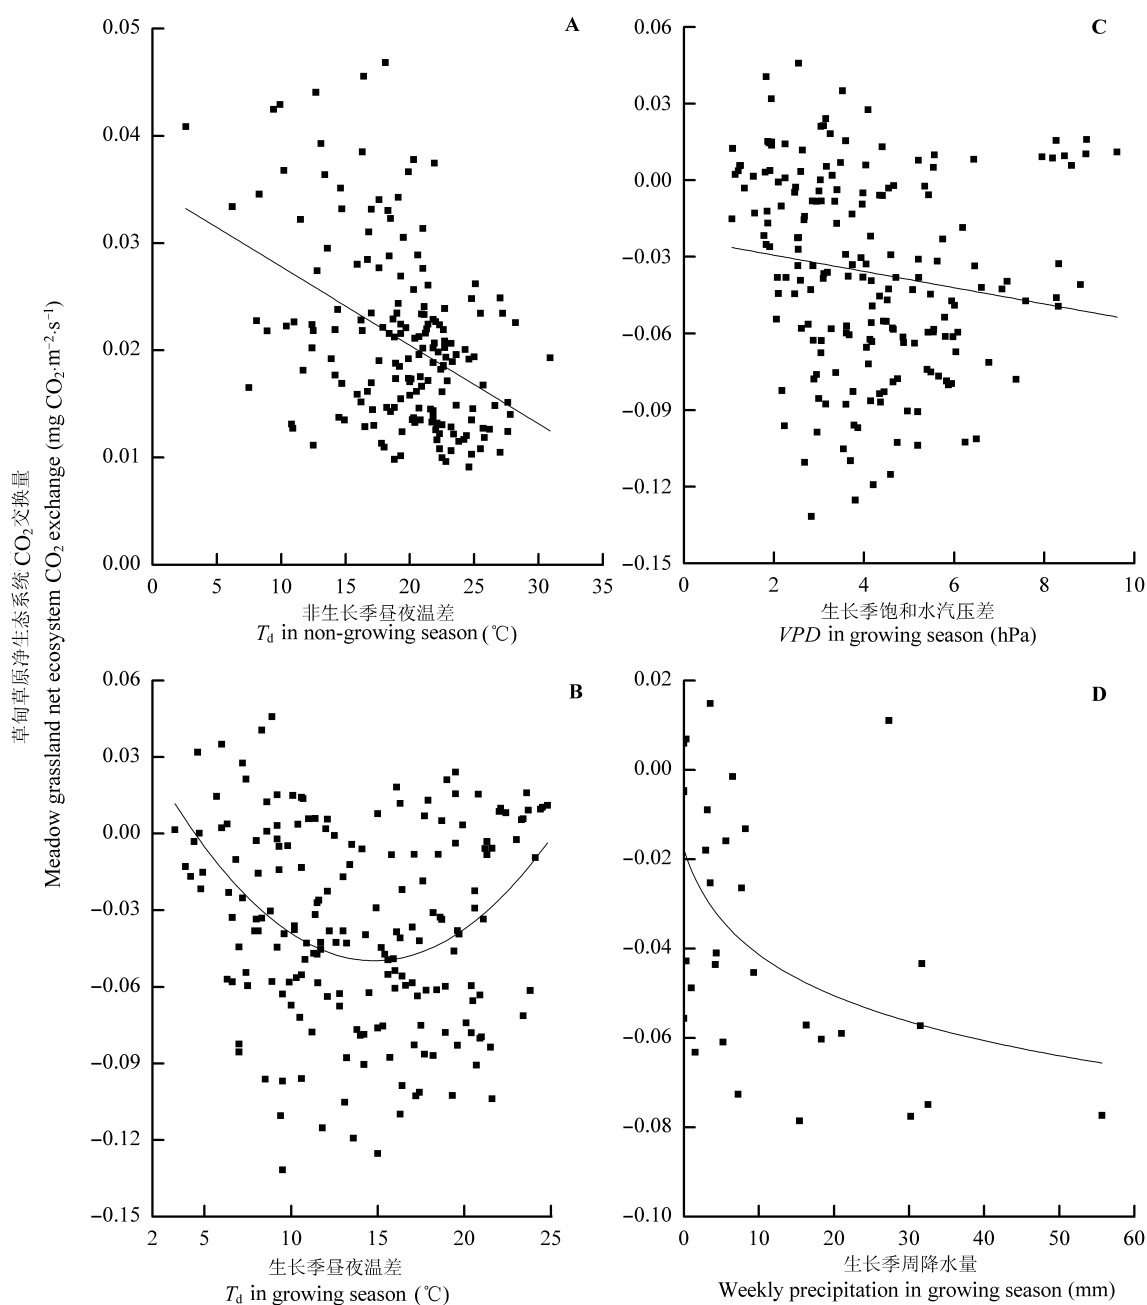 草甸草原净生态系统 CO₂交换量
Meadow grassland net ecosystem CO₂ exchange (mg CO₂·m⁻²·s⁻¹)
A
0.05
0.04
0.03
0.02
0.01
0.00
0 5 10 15 20 25 30 35
非生长季昼夜温差
Td in non-growing season (℃)
C
0.06
0.03
0.00
−0.03
−0.06
−0.09
−0.12
−0.15
0 2 4 6 8 10
生长季饱和水汽压差
VPD in growing season (hPa)
B
0.06
0.03
0.00
−0.03
−0.06
−0.09
−0.12
−0.15
2 5 10 15 20 25
生长季昼夜温差
Td in growing season (℃)
D
0.02
0.00
−0.02
−0.04
−0.06
−0.08
−0.10
0 10 20 30 40 50 60
生长季周降水量
Weekly precipitation in growing season (mm)